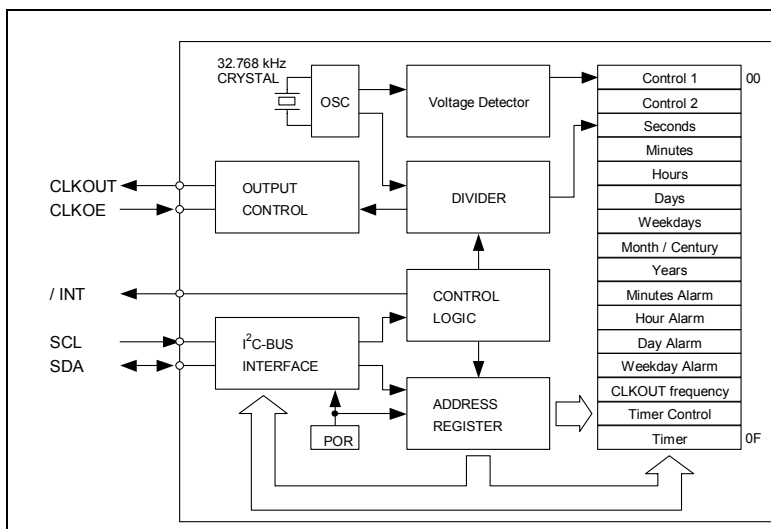 32.768 kHz
CRYSTAL
OSC
Voltage Detector
Control 1
00
Control 2
Seconds
Minutes
Hours
Days
Weekdays
Month / Century
Years
Minutes Alarm
Hour Alarm
Day Alarm
Weekday Alarm
CLKOUT frequency
Timer Control
Timer
0F
CLKOUT
CLKOE
OUTPUT
CONTROL
DIVIDER
/ INT
CONTROL
LOGIC
SCL
SDA
I²C-BUS
INTERFACE
ADDRESS
REGISTER
POR